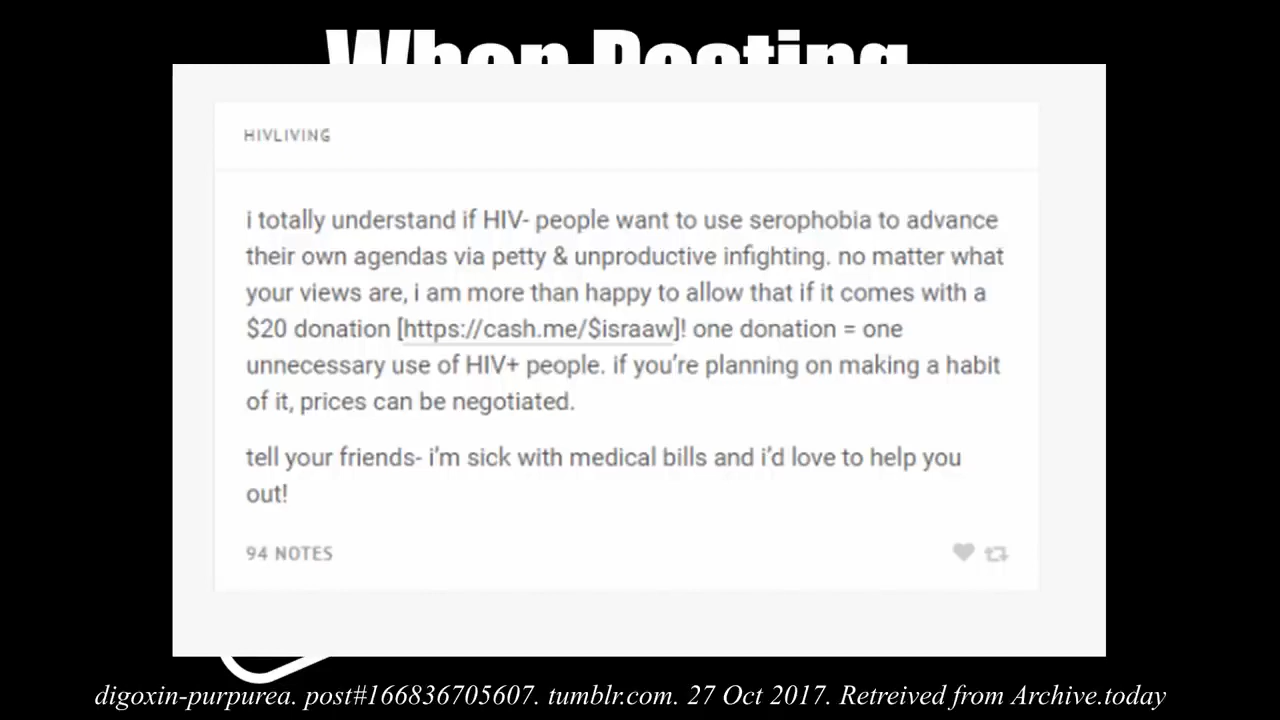 When Posting
HIVLIVING
i totally understand if HIV- people want to use serophobia to advance
their own agendas via petty & unproductive infighting. no matter what
your views are, i am more than happy to allow that if it comes with a
$20 donation [https://cash.me/$israaw]! one donation = one
unnecessary use of HIV+ people. if you’re planning on making a habit
of it, prices can be negotiated.
tell your friends- i’m sick with medical bills and i’d love to help you
out!
94 NOTES
digoxin-purpurea. post#166836705607. tumblr.com. 27 Oct 2017. Retreived from Archive.today